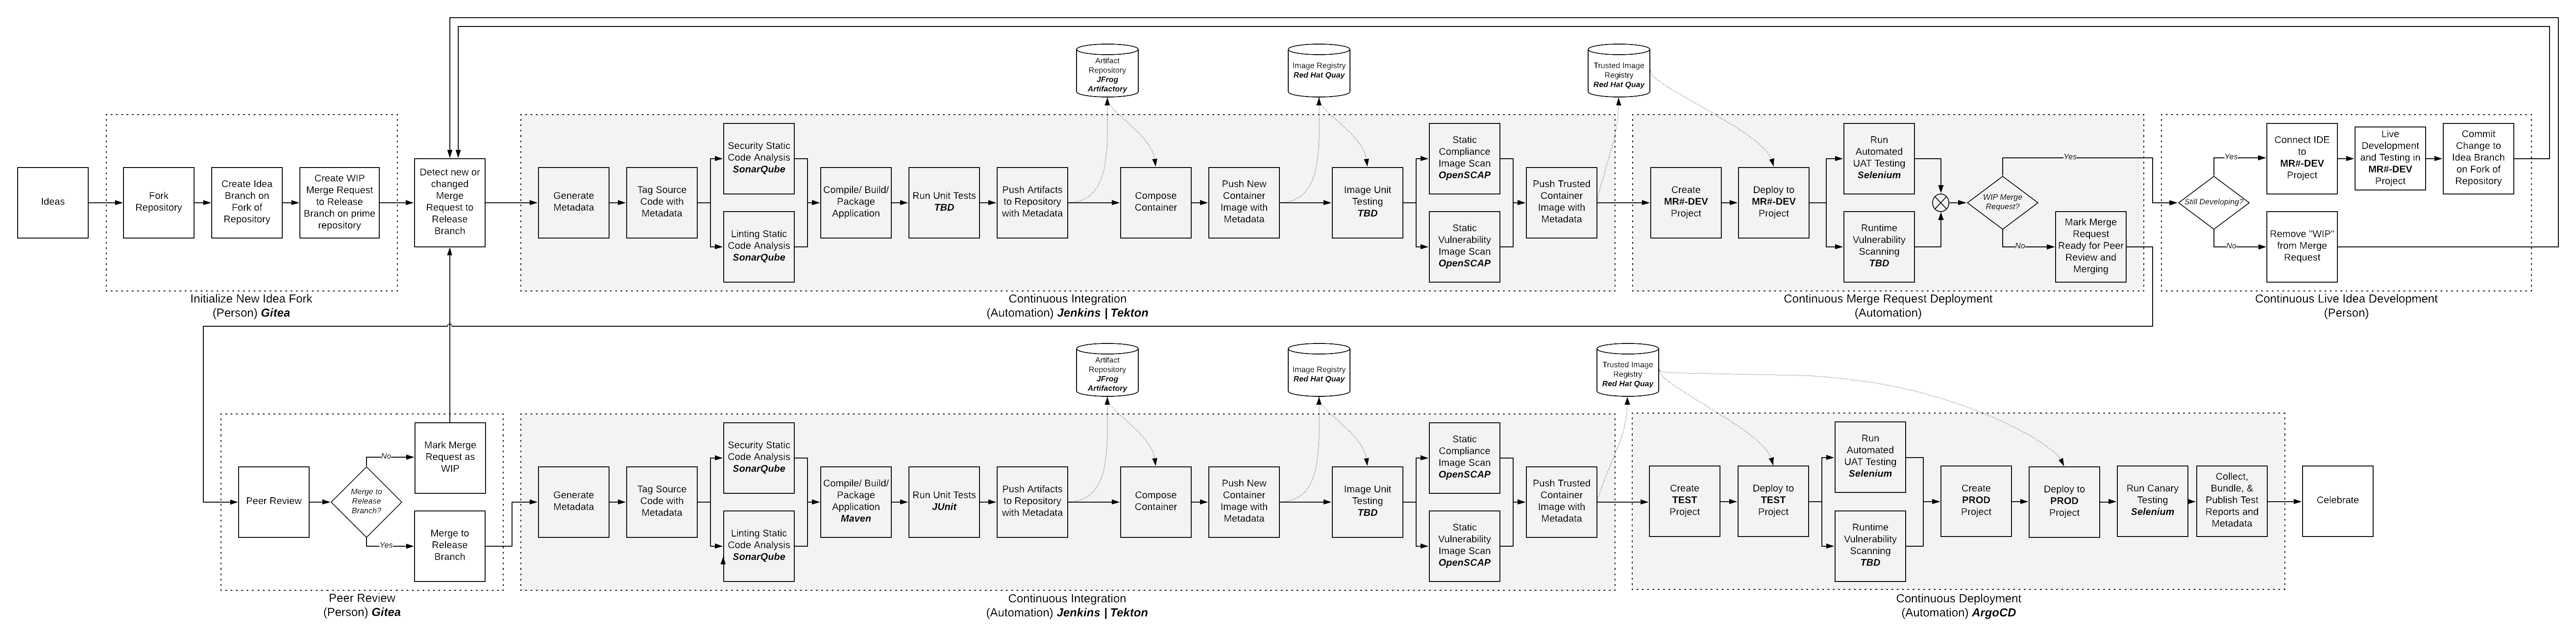 Artifact
Repository
JFrog
Artifactory
Image Registry
Red Hat Quay
Trusted Image
Registry
Red Hat Quay
Ideas
Fork
Repository
Create Idea
Branch on
Fork of
Repository
Create WIP
Merge Request
to Release
Branch on prime
repository
Initialize New Idea Fork
(Person) Gitea
Detect new or
changed
Merge
Request to
Release
Branch
Generate
Metadata
Tag Source
Code with
Metadata
Security Static
Code Analysis
SonarQube
Linting Static
Code Analysis
SonarQube
Compile/ Build/
Package
Application
Run Unit Tests
TBD
Push Artifacts
to Repository
with Metadata
Compose
Container
Push New
Container
Image with
Metadata
Image Unit
Testing
TBD
Static
Compliance
Image Scan
OpenSCAP
Static
Vulnerability
Image Scan
OpenSCAP
Push Trusted
Container
Image with
Metadata
Continuous Integration
(Automation) Jenkins | Tekton
Create
MR#-DEV
Project
Deploy to
MR#-DEV
Project
Run
Automated
UAT Testing
Selenium
Runtime
Vulnerability
Scanning
TBD
WIP Merge
Request?
Yes
No
Mark Merge
Request
Ready for Peer
Review and
Merging
Continuous Merge Request Deployment
(Automation)
Still Developing?
Yes
No
Connect IDE
to
MR#-DEV
Project
Live
Development
and Testing in
MR#-DEV
Project
Commit
Change to
Idea Branch
on Fork of
Repository
Remove "WIP"
from Merge
Request
Continuous Live Idea Development
(Person)
Artifact
Repository
JFrog
Artifactory
Image Registry
Red Hat Quay
Trusted Image
Registry
Red Hat Quay
Peer Review
Merge to
Release
Branch?
No
Yes
Mark Merge
Request as
WIP
Merge to
Release
Branch
Peer Review
(Person) Gitea
Generate
Metadata
Tag Source
Code with
Metadata
Security Static
Code Analysis
SonarQube
Linting Static
Code Analysis
SonarQube
Compile/ Build/
Package
Application
Maven
Run Unit Tests
JUnit
Push Artifacts
to Repository
with Metadata
Compose
Container
Push New
Container
Image with
Metadata
Image Unit
Testing
TBD
Static
Compliance
Image Scan
OpenSCAP
Static
Vulnerability
Image Scan
OpenSCAP
Push Trusted
Container
Image with
Metadata
Continuous Integration
(Automation) Jenkins | Tekton
Create
TEST
Project
Deploy to
TEST
Project
Run
Automated
UAT Testing
Selenium
Runtime
Vulnerability
Scanning
TBD
Create
PROD
Project
Deploy to
PROD
Project
Run Canary
Testing
Selenium
Collect,
Bundle, &
Publish Test
Reports and
Metadata
Continuous Deployment
(Automation) ArgoCD
Celebrate